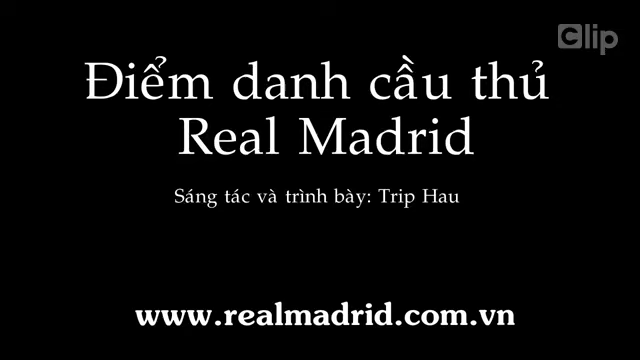 Clip
Điểm danh cầu thủ
Real Madrid
Sáng tác và trình bày: Trip Hau
www.realmadrid.com.vn